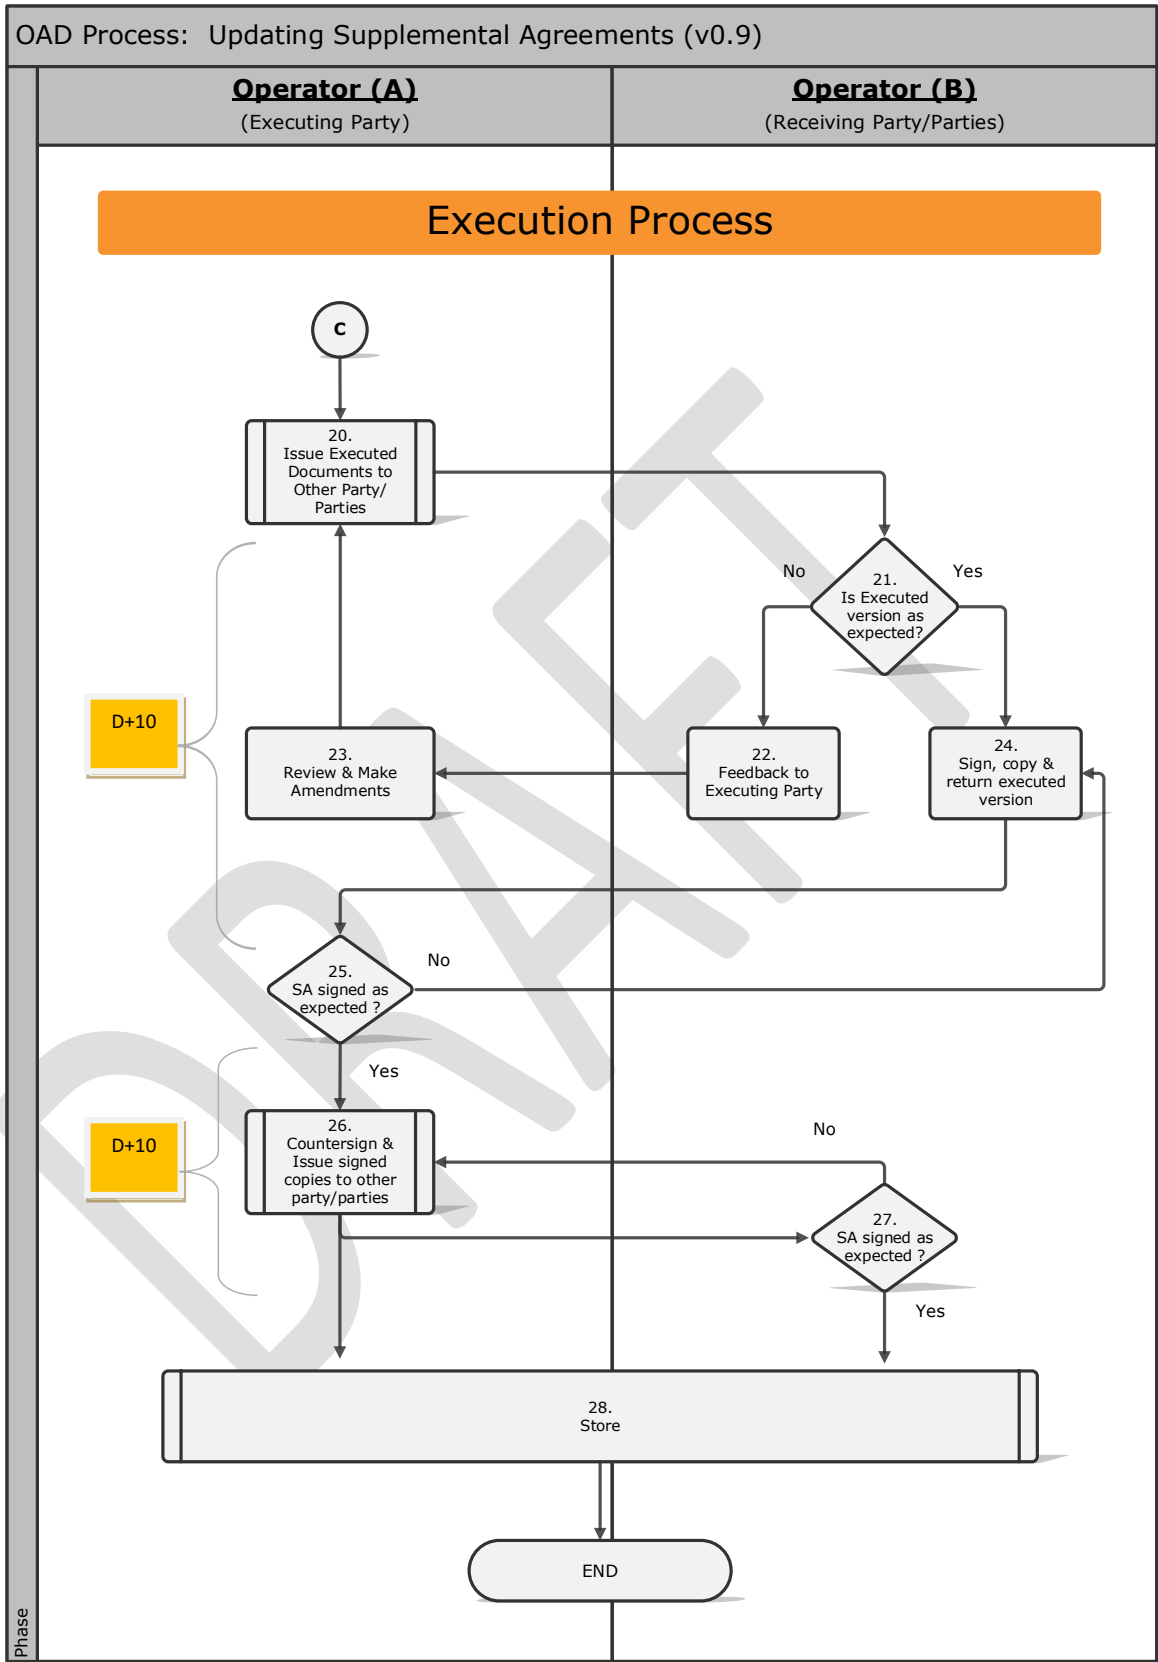 OAD Process: Updating Supplemental Agreements (v0.9)
Operator (A)
(Executing Party)
Operator (B)
(Receiving Party/Parties)
Execution Process
C
20.
Issue Executed
Documents to
Other Party/
Parties
No
Yes
21.
Is Executed
version as
expected?
D+10
23.
Review & Make
Amendments
22.
Feedback to
Executing Party
24.
Sign, copy &
return executed
version
25.
SA signed as
expected ?
No
Yes
D+10
26.
Countersign &
Issue signed
copies to other
party/parties
No
27.
SA signed as
expected ?
Yes
28.
Store
END
Phase
DRAFT